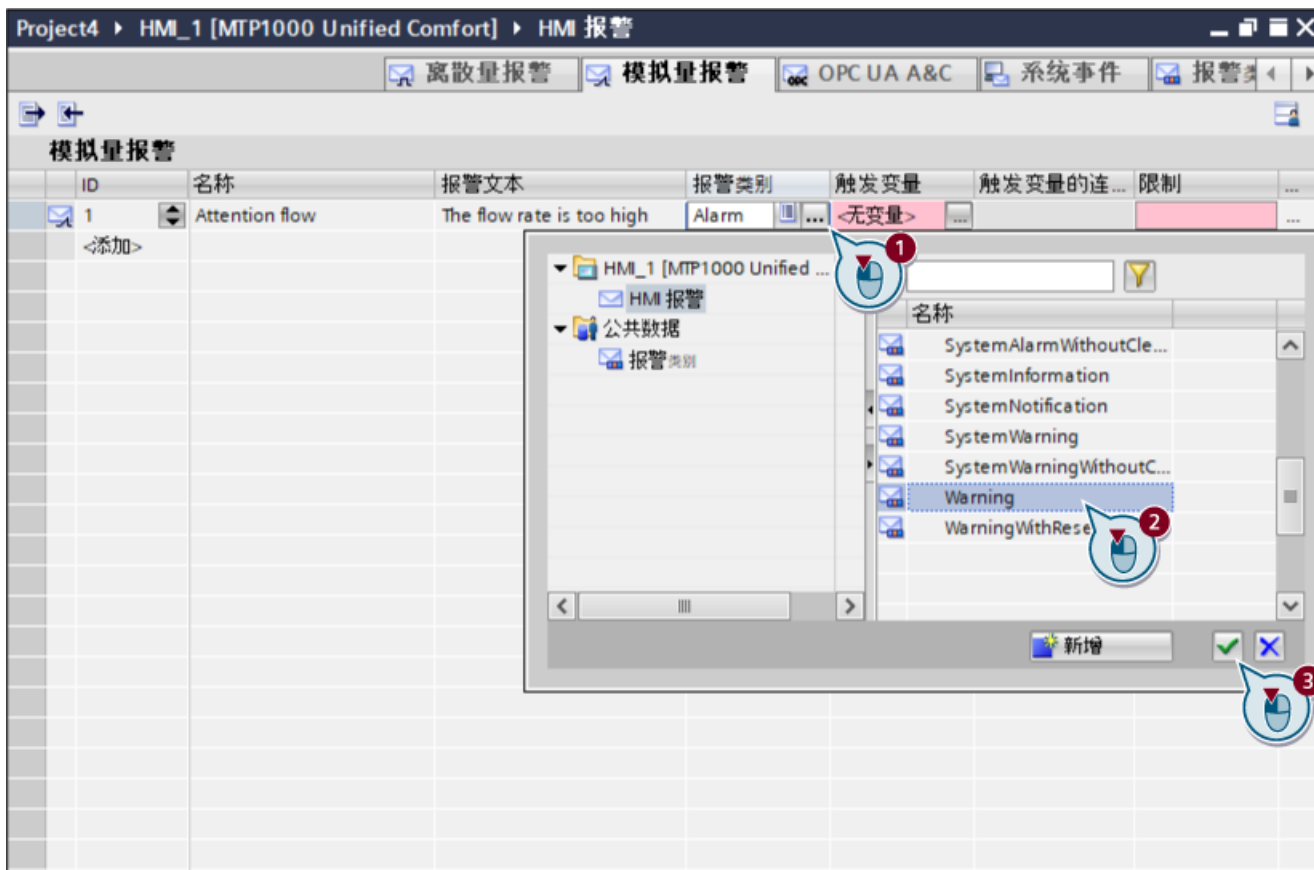 Project4 ▸ HMI_1 [MTP1000 Unified Comfort] ▸ HMI 报警
离散量报警 模拟量报警 OPC UA A&C 系统事件 报警
模拟量报警
ID 名称 报警文本 报警类别 触发变量 触发变量的连... 限制 ...
1 Attention flow The flow rate is too high Alarm ... <无变量> ... ...
<添加>
1
HMI_1 [MTP1000 Unified ...
HMI 报警
公共数据
报警类别
名称
SystemAlarmWithoutCle...
SystemInformation
SystemNotification
SystemWarning
SystemWarningWithoutC...
Warning
2
WarningWithRese
新增
3